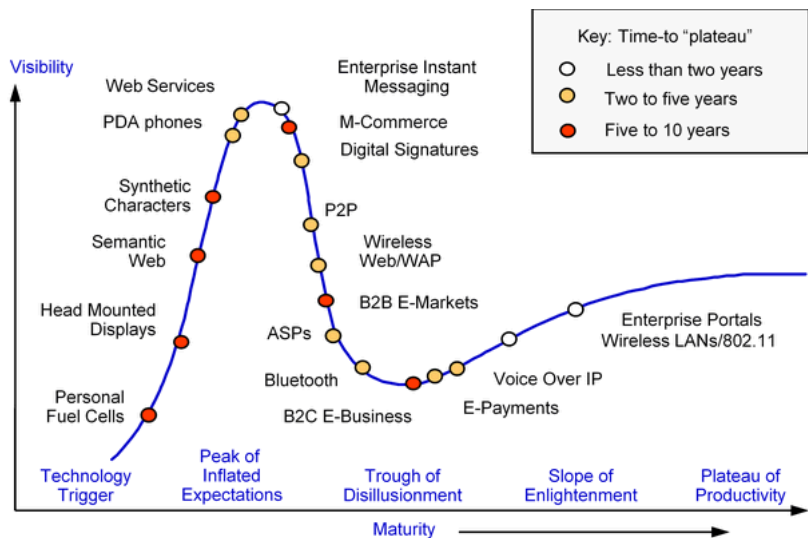 Key: Time-to “plateau”
Less than two years
Two to five years
Five to 10 years
Visibility
Web Services
Enterprise Instant
Messaging
PDA phones
M-Commerce
Digital Signatures
Synthetic
Characters
P2P
Semantic
Web
Wireless
Web/WAP
Head Mounted
Displays
B2B E-Markets
ASPs
Enterprise Portals
Wireless LANs/802.11
Bluetooth
Voice Over IP
Personal
Fuel Cells
B2C E-Business
E-Payments
Technology
Trigger
Peak of
Inflated
Expectations
Trough of
Disillusionment
Slope of
Enlightenment
Plateau of
Productivity
Maturity